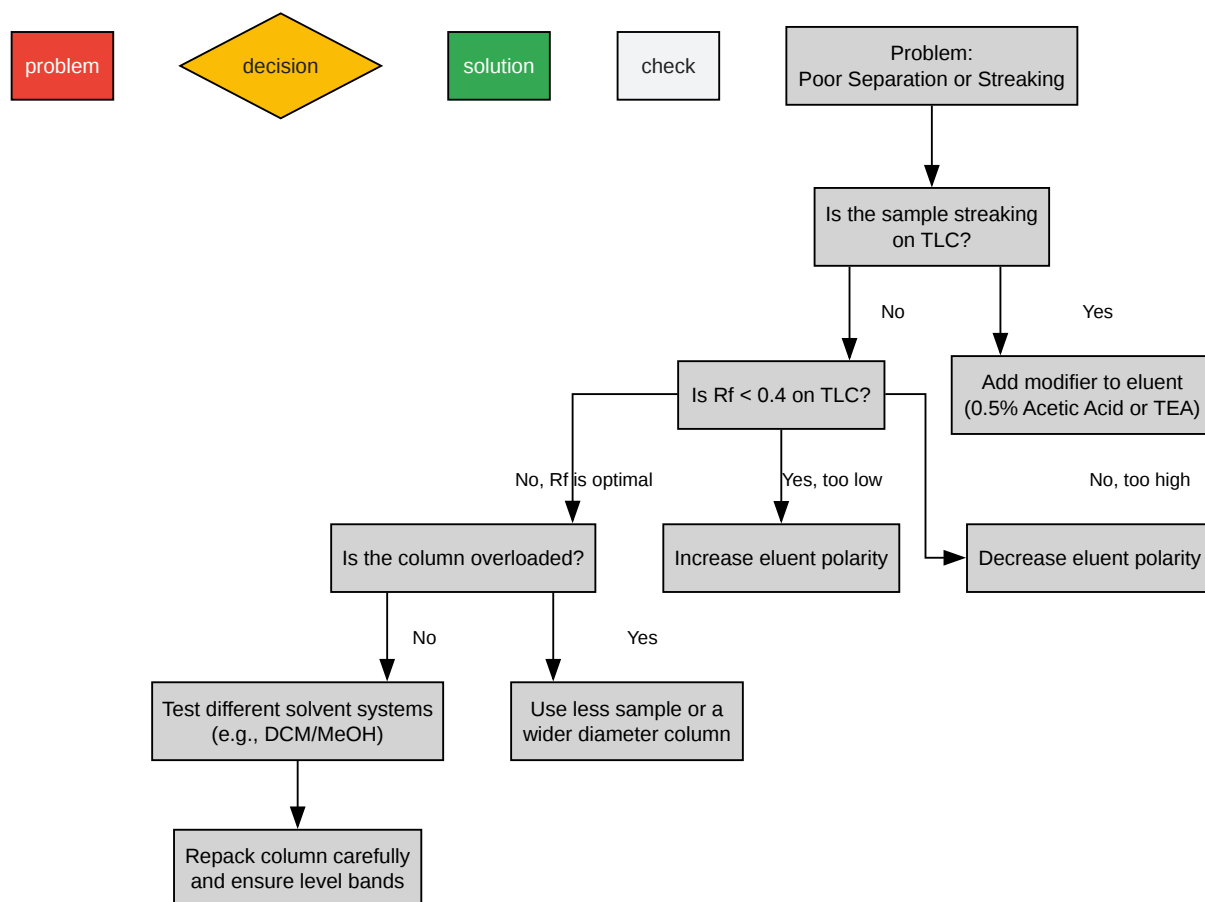 problem
decision
solution
check
Problem:
Poor Separation or Streaking
Is the sample streaking
on TLC?
No
Yes
Is Rf < 0.4 on TLC?
Add modifier to eluent
(0.5% Acetic Acid or TEA)
No, Rf is optimal
Yes, too low
No, too high
Is the column overloaded?
Increase eluent polarity
Decrease eluent polarity
No
Yes
Test different solvent systems
(e.g., DCM/MeOH)
Use less sample or a
wider diameter column
Repack column carefully
and ensure level bands